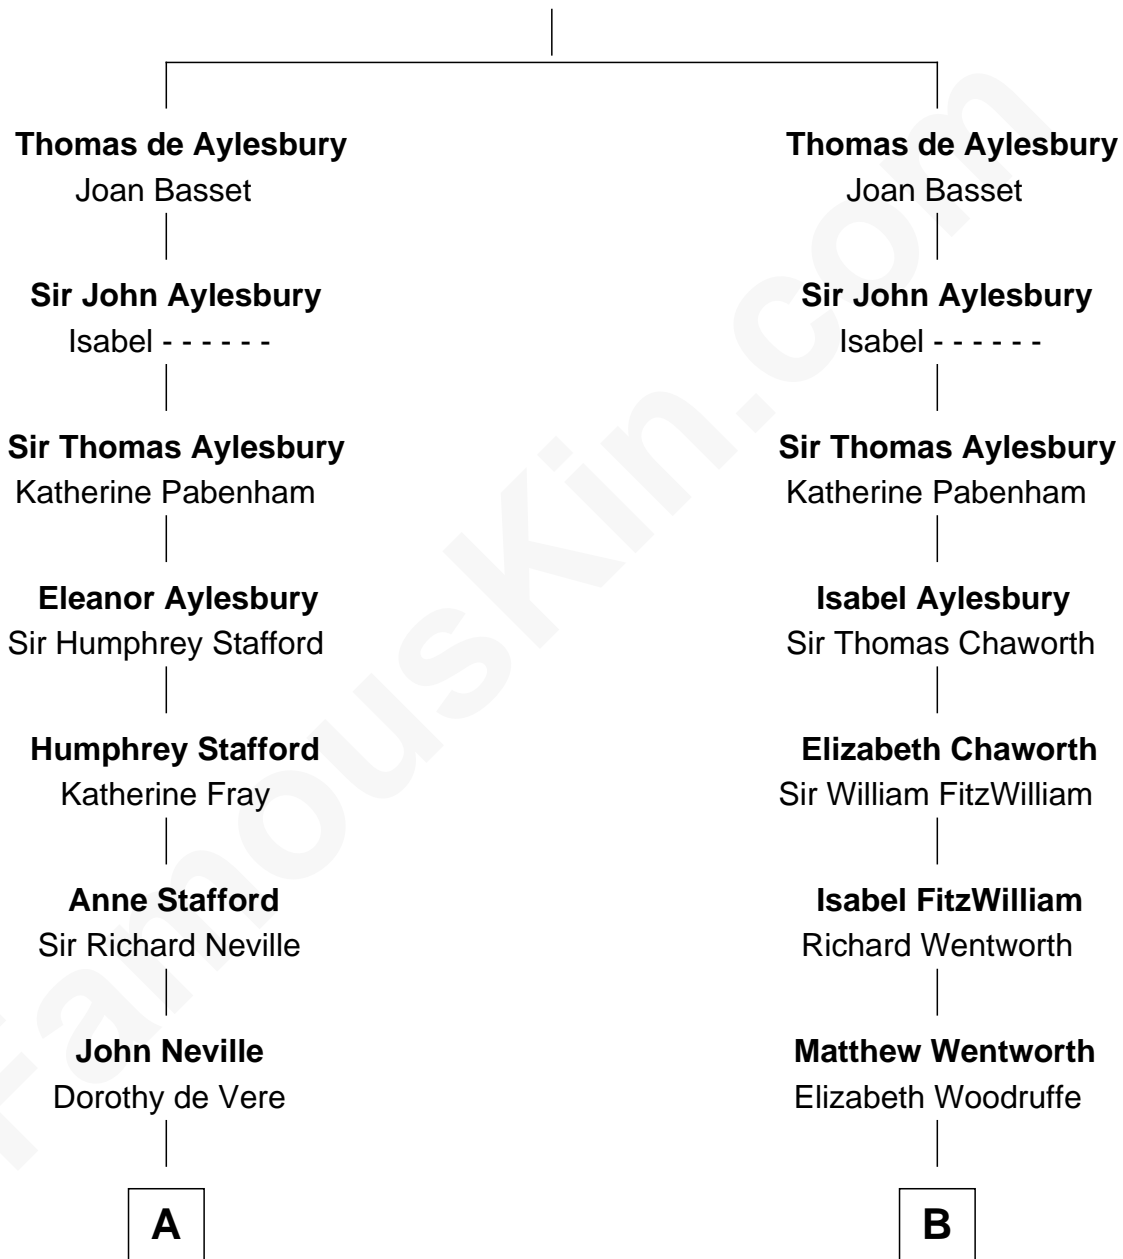 Thomas de Aylesbury
Joan Basset
Sir John Aylesbury
Isabel - - - - - -
Sir Thomas Aylesbury
Katherine Pabenham
Eleanor Aylesbury
Sir Humphrey Stafford
Humphrey Stafford
Katherine Fray
Anne Stafford
Sir Richard Neville
John Neville
Dorothy de Vere
A
Thomas de Aylesbury
Joan Basset
Sir John Aylesbury
Isabel - - - - - -
Sir Thomas Aylesbury
Katherine Pabenham
Isabel Aylesbury
Sir Thomas Chaworth
Elizabeth Chaworth
Sir William FitzWilliam
Isabel FitzWilliam
Richard Wentworth
Matthew Wentworth
Elizabeth Woodruffe
B
FamousKin.com